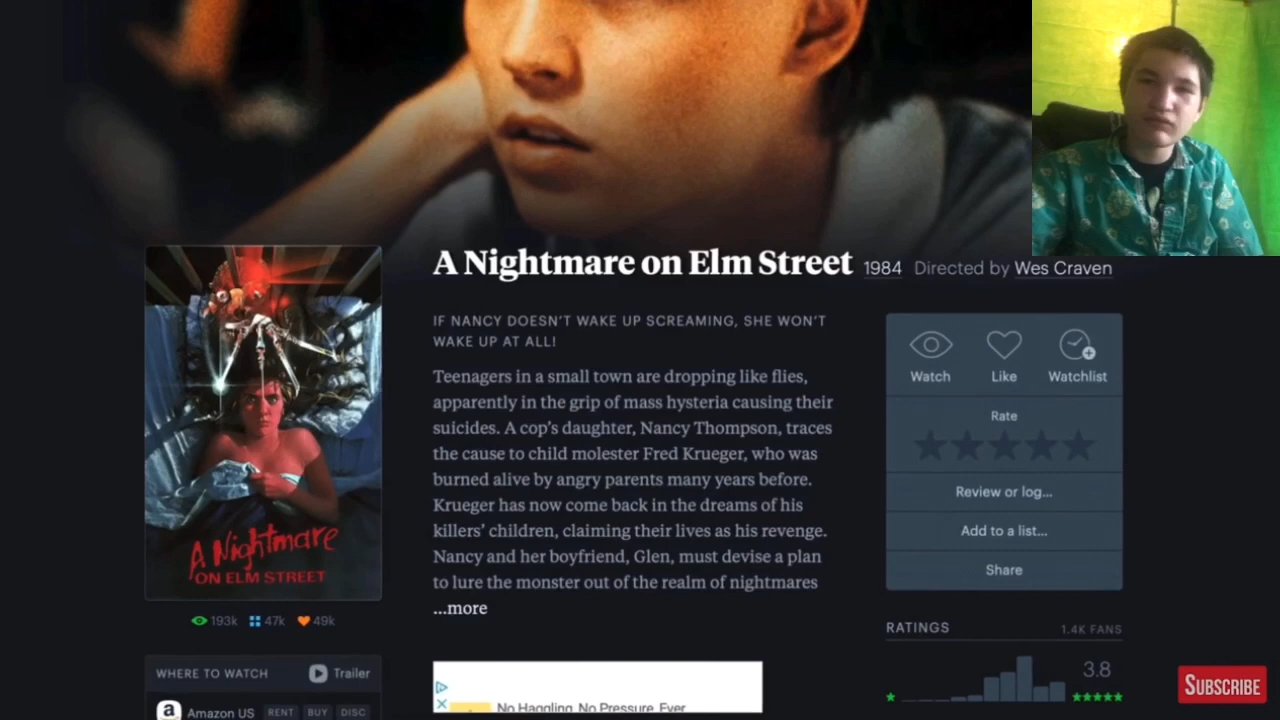 A Nightmare on Elm Street 1984 Directed by Wes Craven
IF NANCY DOESN'T WAKE UP SCREAMING, SHE WON'T
WAKE UP AT ALL!
Teenagers in a small town are dropping like flies,
apparently in the grip of mass hysteria causing their
suicides. A cop's daughter, Nancy Thompson, traces
the cause to child molester Fred Krueger, who was
burned alive by angry parents many years before.
Krueger has now come back in the dreams of his
killers' children, claiming their lives as his revenge.
Nancy and her boyfriend, Glen, must devise a plan
to lure the monster out of the realm of nightmares
...more
A Nightmare
ON ELM STREET
193k 47k 49k
WHERE TO WATCH Trailer
a Amazon US RENT BUY DISC
Watch Like Watchlist
Rate
Review or log...
Add to a list...
Share
RATINGS 1.4K FANS
3.8
No Haggling. No Pressure. Ever.
SUBSCRIBE